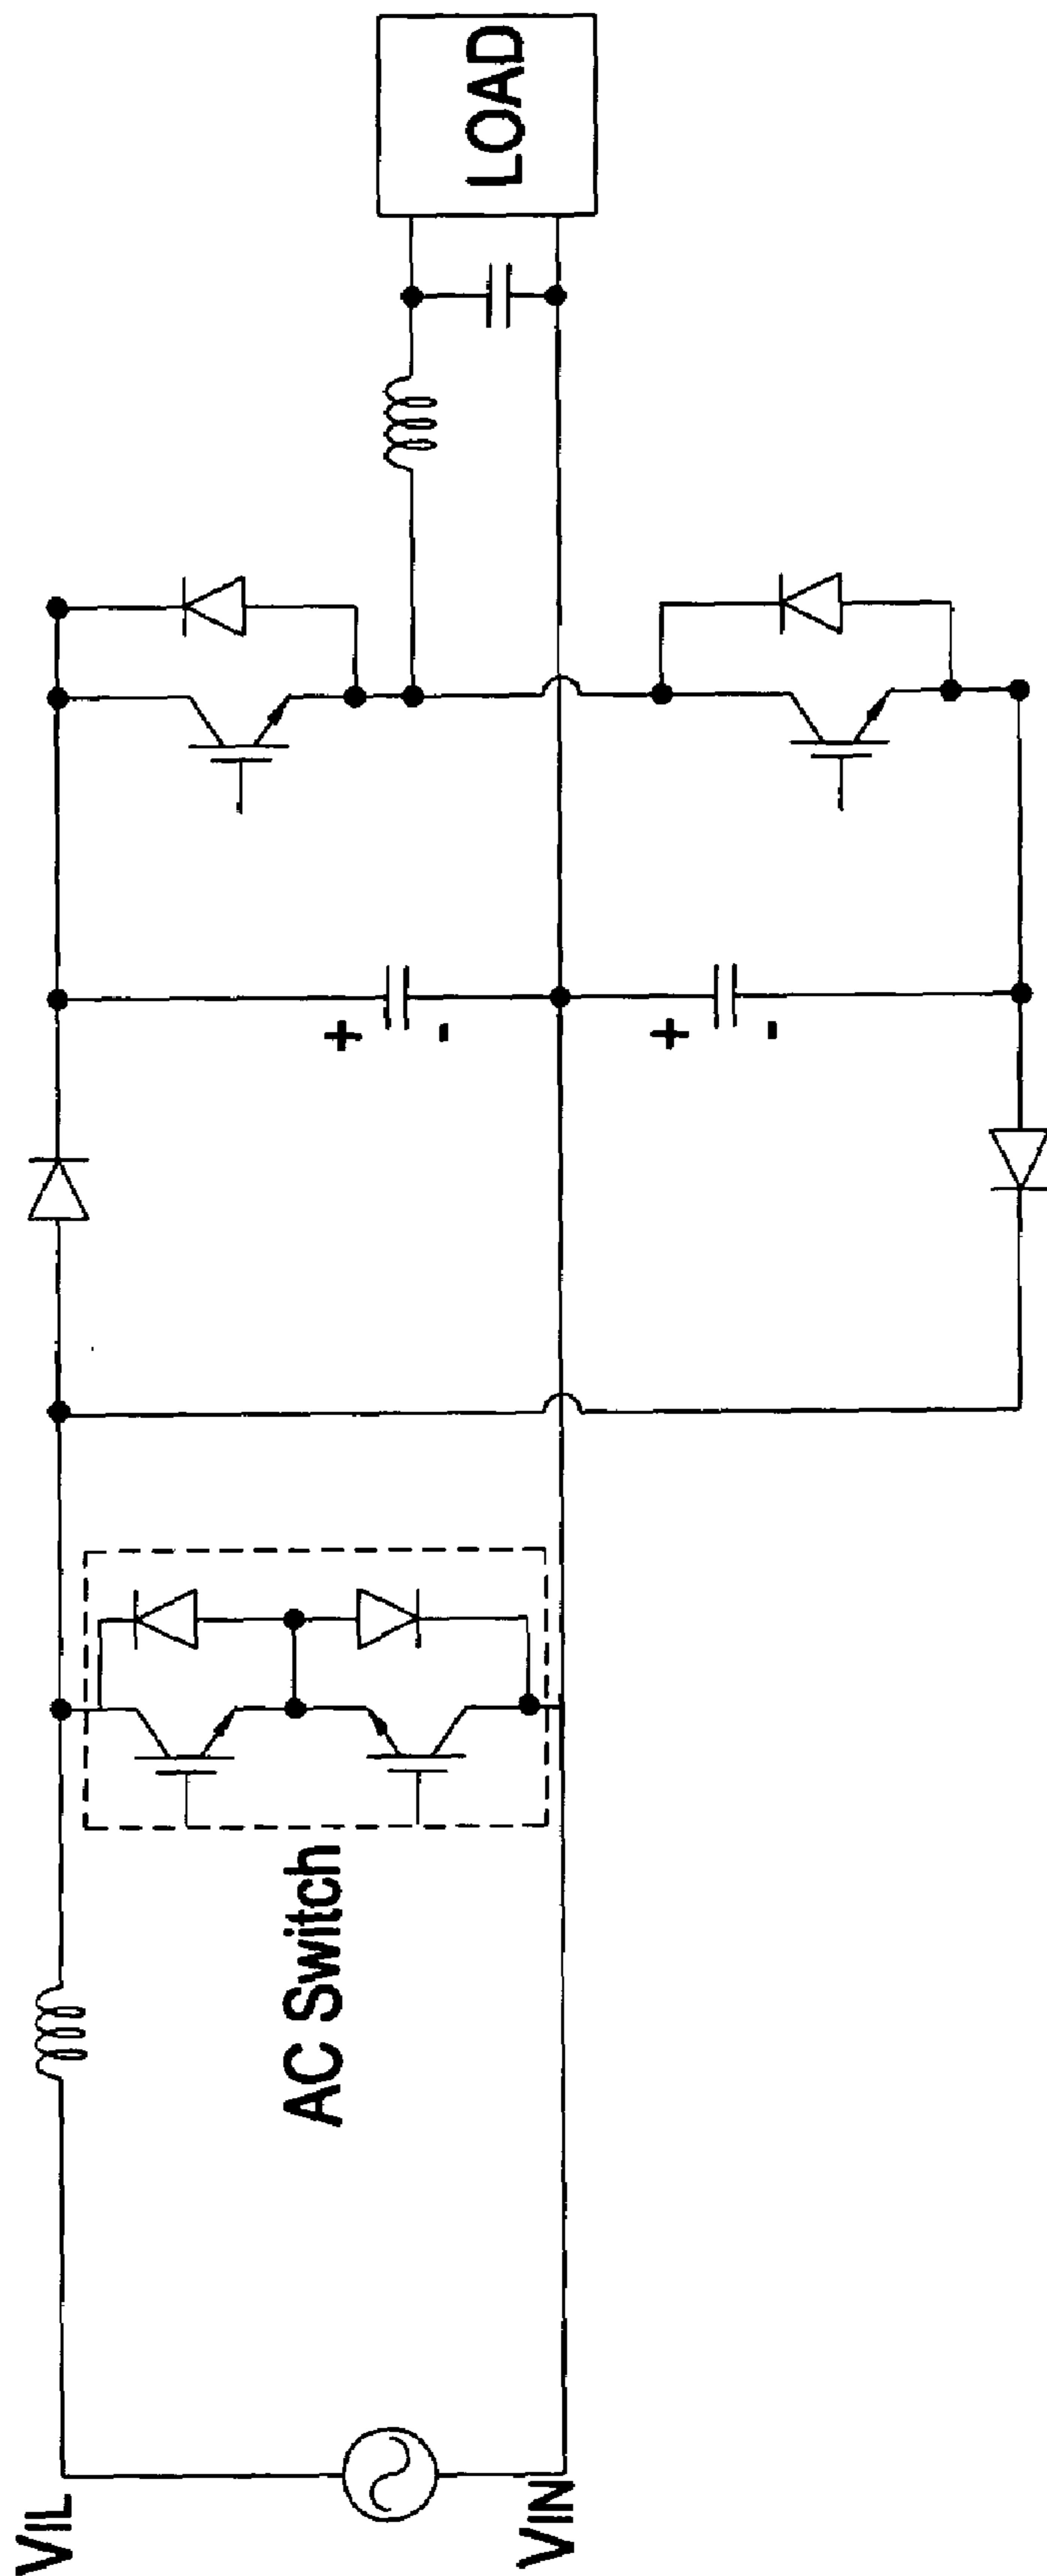 VIL
VIN
AC Switch
+
-
+
-
LOAD